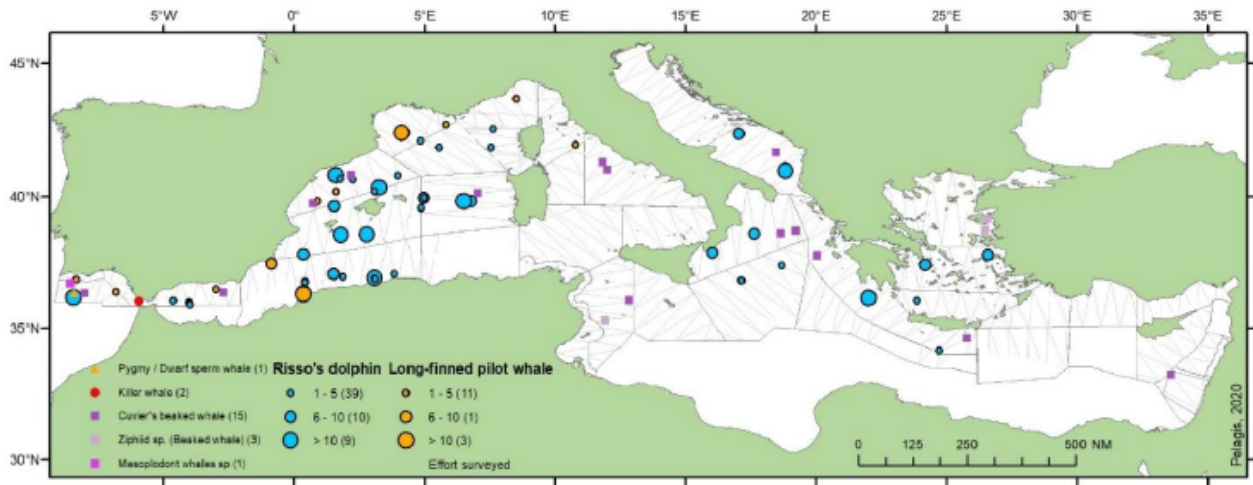 5°W 0° 5°E 10°E 15°E 20°E 25°E 30°E 35°E
45°N
40°N
35°N
30°N
Pygmy / Dwarf sperm whale (1)
Killer whale (2)
Cuvier's beaked whale (15)
Ziphiid sp. (Beaked whale) (3)
Mesoplodont whales sp (1)
Risso's dolphin
1 - 5 (39)
6 - 10 (10)
> 10 (9)
Long-finned pilot whale
1 - 5 (11)
6 - 10 (1)
> 10 (3)
Effort surveyed
0 125 250 500 NM
Pelagis, 2020